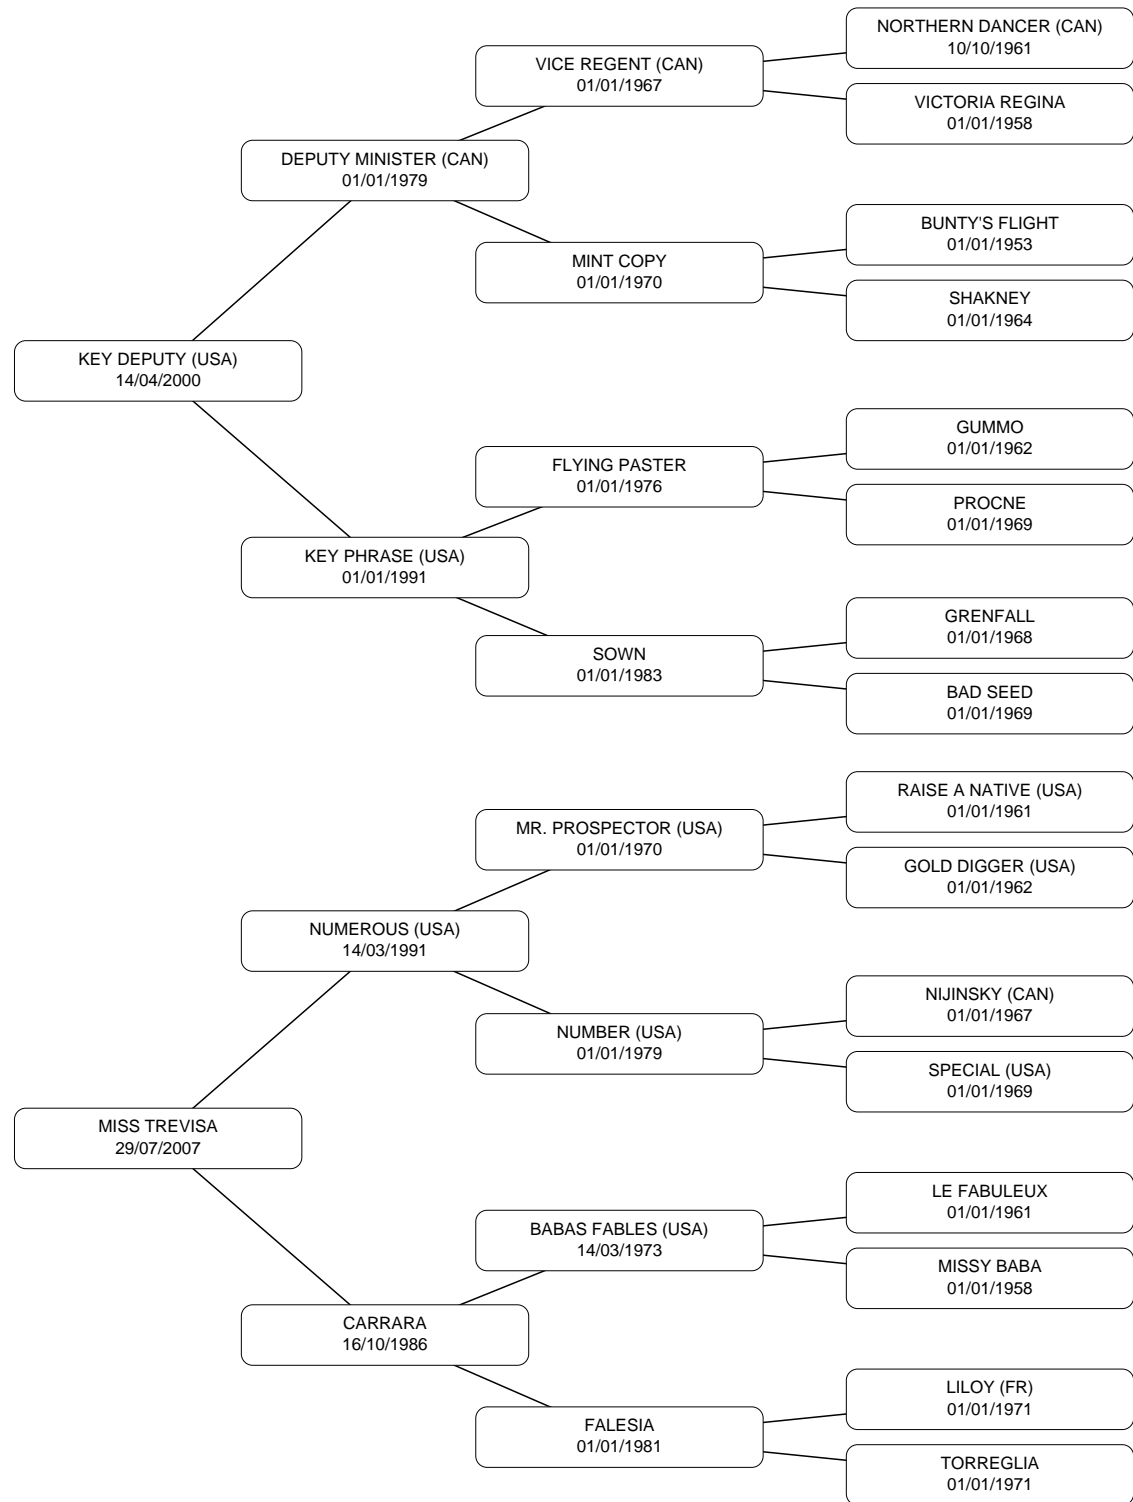 NORTHERN DANCER (CAN)
10/10/1961
VICE REGENT (CAN)
01/01/1967
VICTORIA REGINA
01/01/1958
DEPUTY MINISTER (CAN)
01/01/1979
BUNTY'S FLIGHT
01/01/1953
MINT COPY
01/01/1970
SHAKNEY
01/01/1964
KEY DEPUTY (USA)
14/04/2000
GUMMO
01/01/1962
FLYING PASTER
01/01/1976
PROCNE
01/01/1969
KEY PHRASE (USA)
01/01/1991
GRENFALL
01/01/1968
SOWN
01/01/1983
BAD SEED
01/01/1969
RAISE A NATIVE (USA)
01/01/1961
MR. PROSPECTOR (USA)
01/01/1970
GOLD DIGGER (USA)
01/01/1962
NUMEROUS (USA)
14/03/1991
NIJINSKY (CAN)
01/01/1967
NUMBER (USA)
01/01/1979
SPECIAL (USA)
01/01/1969
MISS TREVISA
29/07/2007
LE FABULEUX
01/01/1961
BABAS FABLES (USA)
14/03/1973
MISSY BABA
01/01/1958
CARRARA
16/10/1986
LILOY (FR)
01/01/1971
FALESIA
01/01/1981
TORREGLIA
01/01/1971